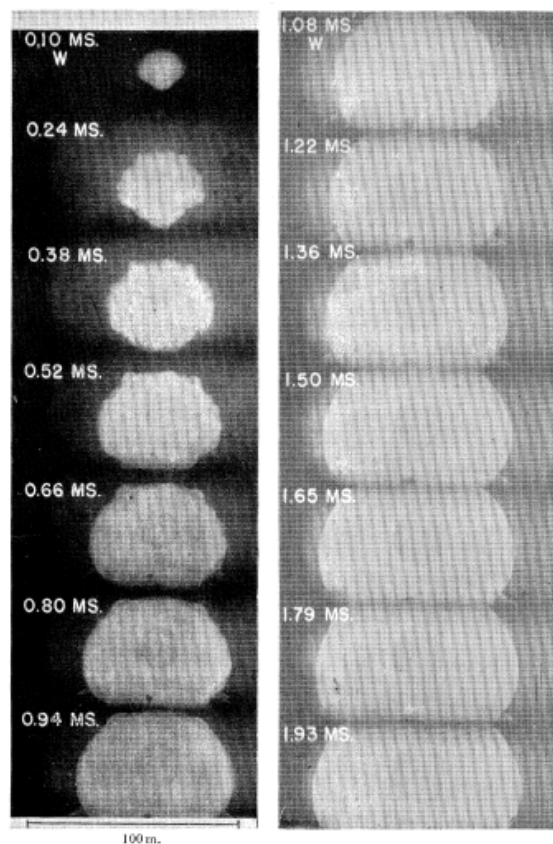 0.10 MS.
W
0.24 MS.
0.38 MS.
0.52 MS.
0.66 MS.
0.80 MS.
0.94 MS.
100 m.
1.08 MS.
W
1.22 MS.
1.36 MS.
1.50 MS.
1.65 MS.
1.79 MS.
1.93 MS.